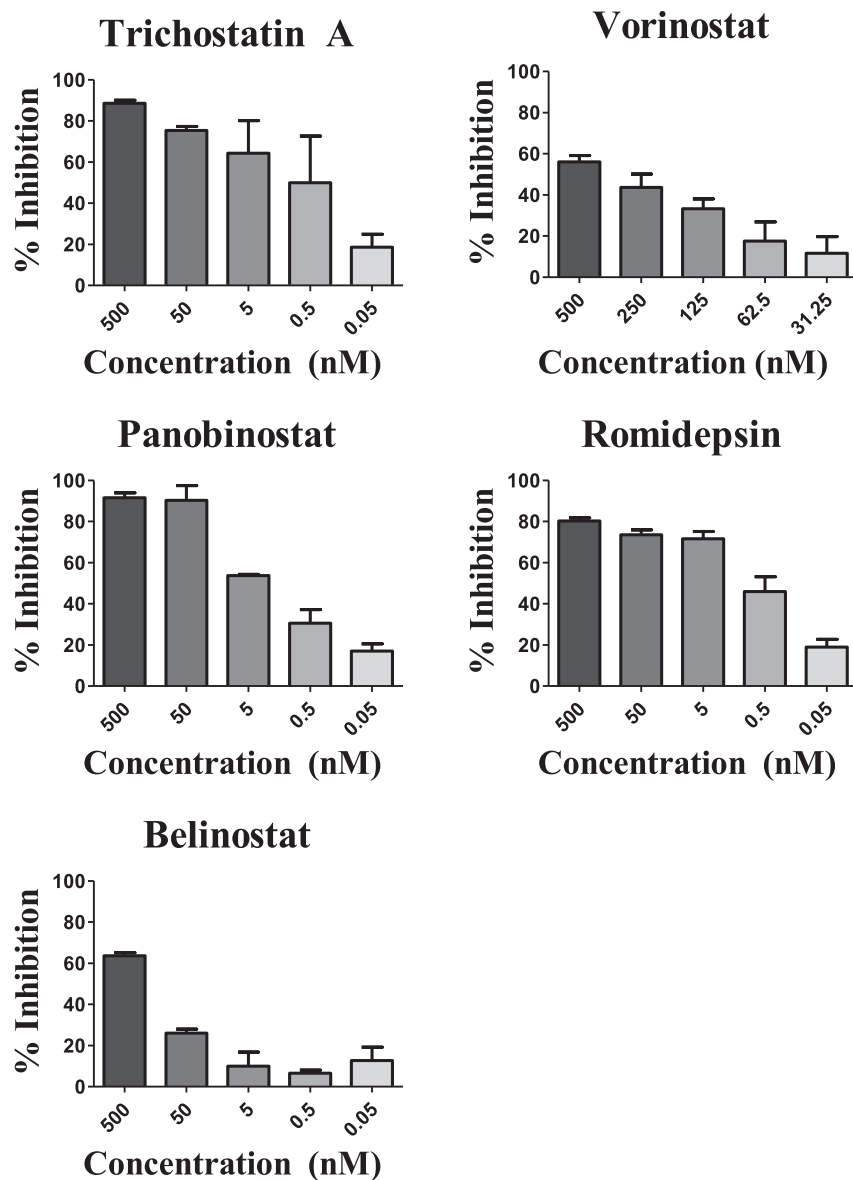 Trichostatin A
% Inhibition
100
80
60
40
20
0
500 50 5 0.5 0.05
Concentration (nM)
Vorinostat
% Inhibition
100
80
60
40
20
0
500 250 125 62.5 31.25
Concentration (nM)
Panobinostat
% Inhibition
100
80
60
40
20
0
500 50 5 0.5 0.05
Concentration (nM)
Romidepsin
% Inhibition
100
80
60
40
20
0
500 50 5 0.5 0.05
Concentration (nM)
Belinostat
% Inhibition
100
80
60
40
20
0
500 50 5 0.5 0.05
Concentration (nM)